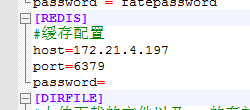 password = fatepassword
[REDIS]
#缓存配置
host=172.21.4.197
port=6379
password=
[DIRFILE]